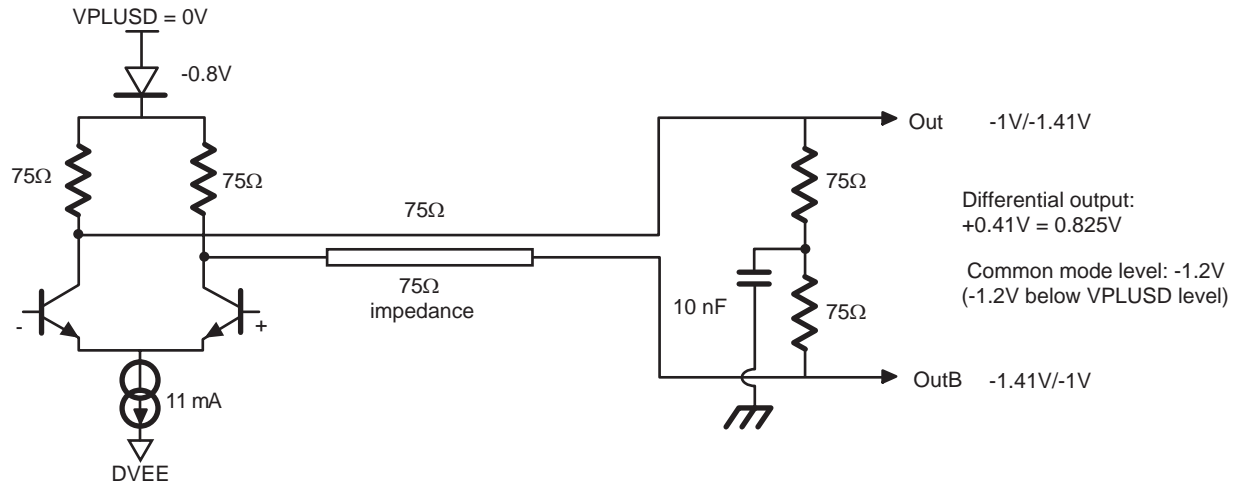 VPLUSD = 0V
-0.8V
75Ω
75Ω
75Ω
75Ω
impedance
-
+
11 mA
DVEE
10 nF
75Ω
75Ω
Out -1V/-1.41V
Differential output:
+0.41V = 0.825V
Common mode level: -1.2V
(-1.2V below VPLUSD level)
OutB -1.41V/-1V